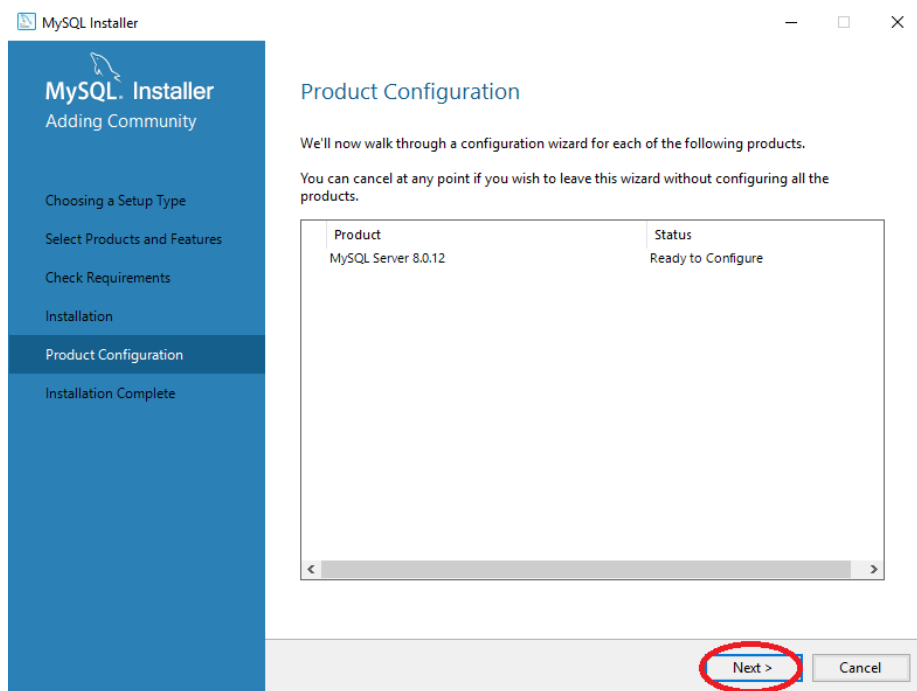 MySQL Installer
MySQL. Installer
Adding Community
Choosing a Setup Type
Select Products and Features
Check Requirements
Installation
Product Configuration
Installation Complete
Product Configuration
We'll now walk through a configuration wizard for each of the following products.
You can cancel at any point if you wish to leave this wizard without configuring all the
products.
Product Status
MySQL Server 8.0.12 Ready to Configure
Next > Cancel